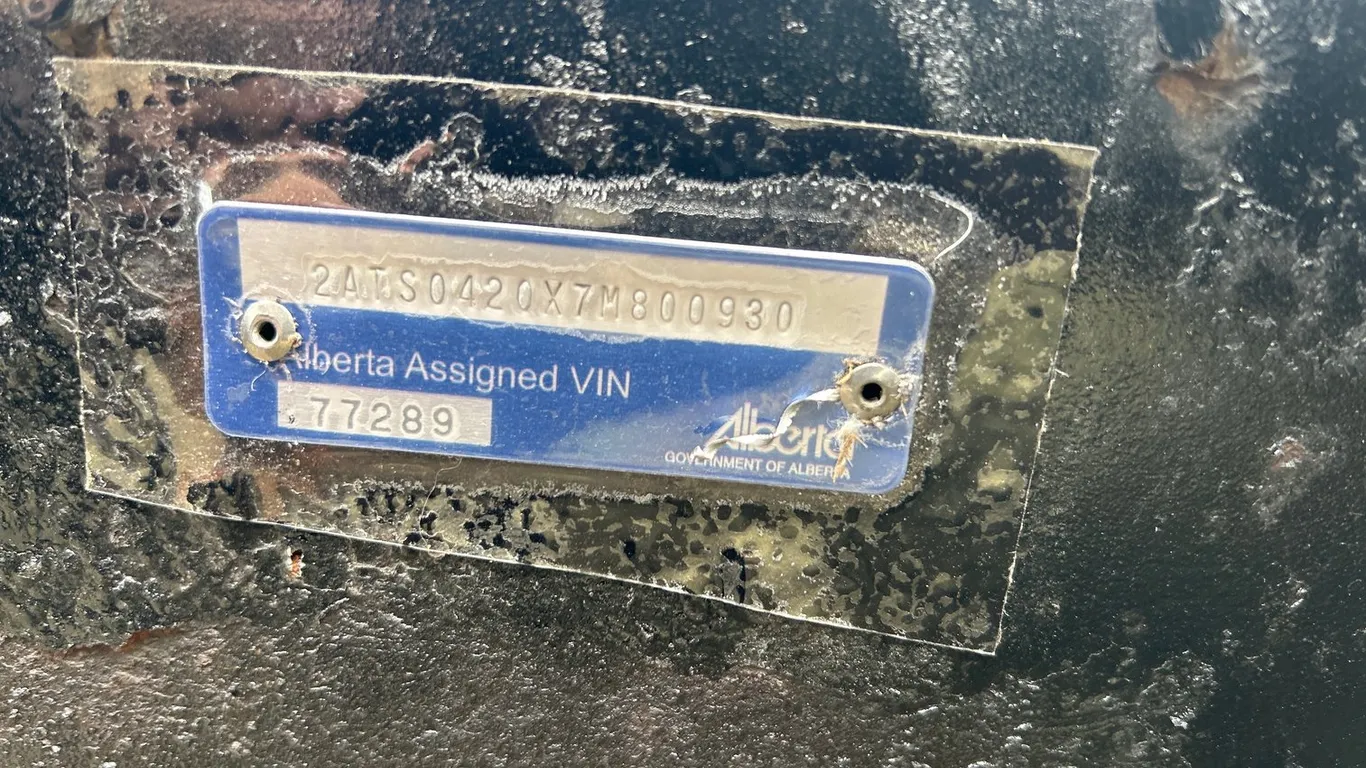 2ATS0420X7M800930
Alberta Assigned VIN
77289
Alberta
GOVERNMENT OF ALBERTA